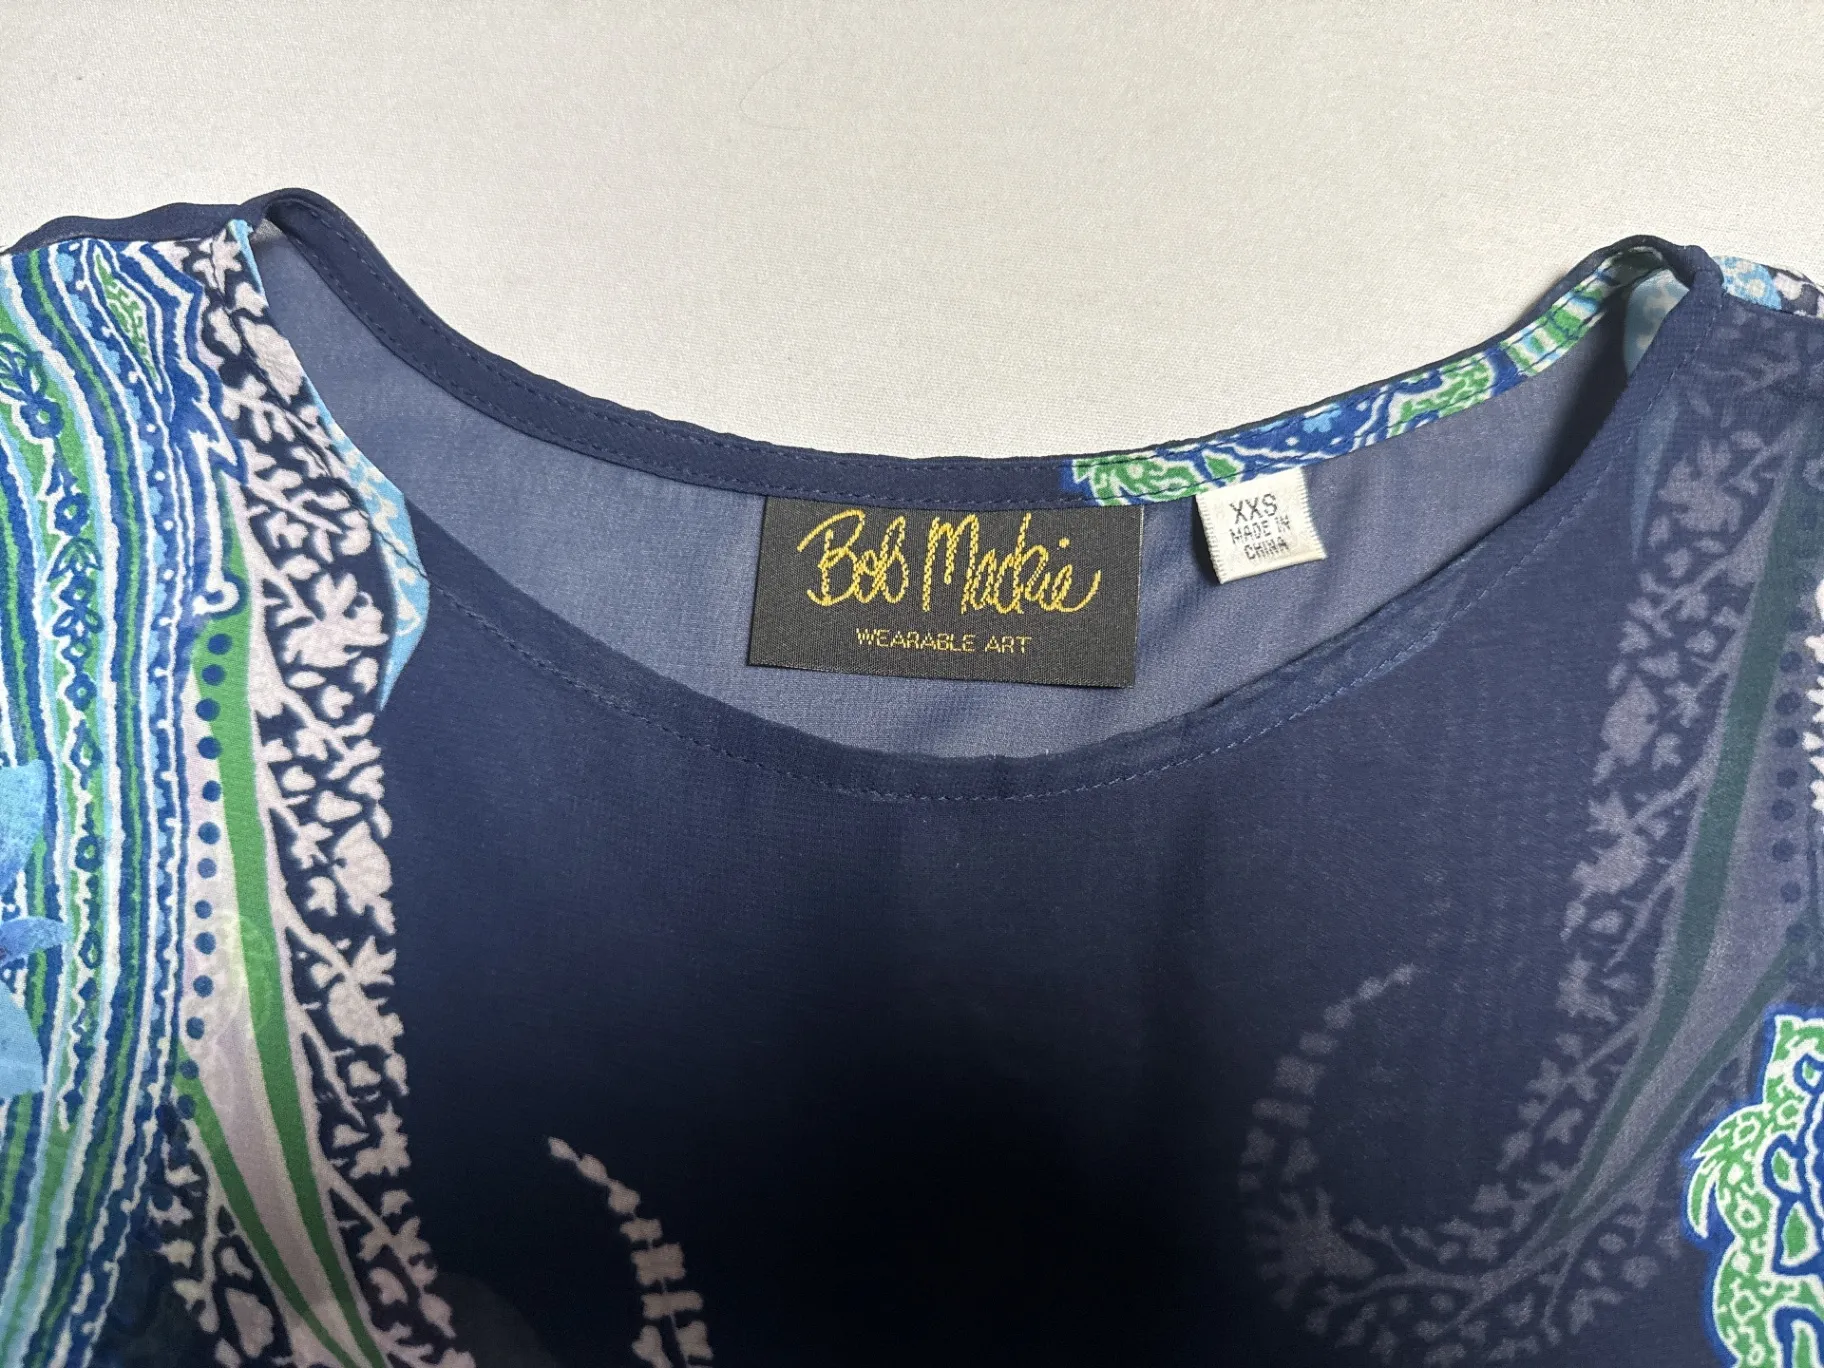 Bob Mackie
WEARABLE ART
XXS
MADE IN
CHINA